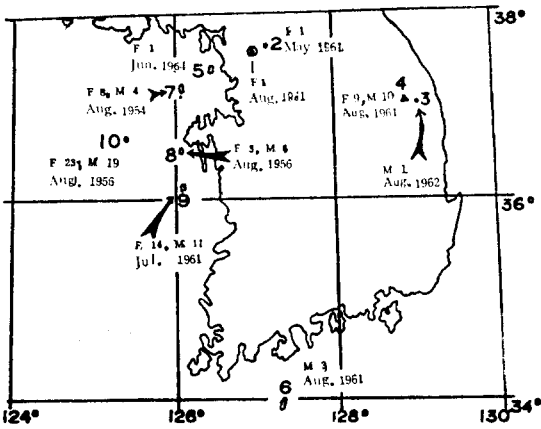 38°
F 1
·2 May 1961
F 1
Jun. 1964
5
F 1
Aug. 1961
F 8, M 4
Aug. 1954
7
4
F 9, M 10
Aug. 1961
·3
10
F 23, M 19
Aug. 1956
8
F 3, M 6
Aug. 1956
M 1
Aug. 1962
9
36°
F 14, M 11
Jul. 1961
M 3
Aug. 1961
6
34°
124°
126°
128°
130°